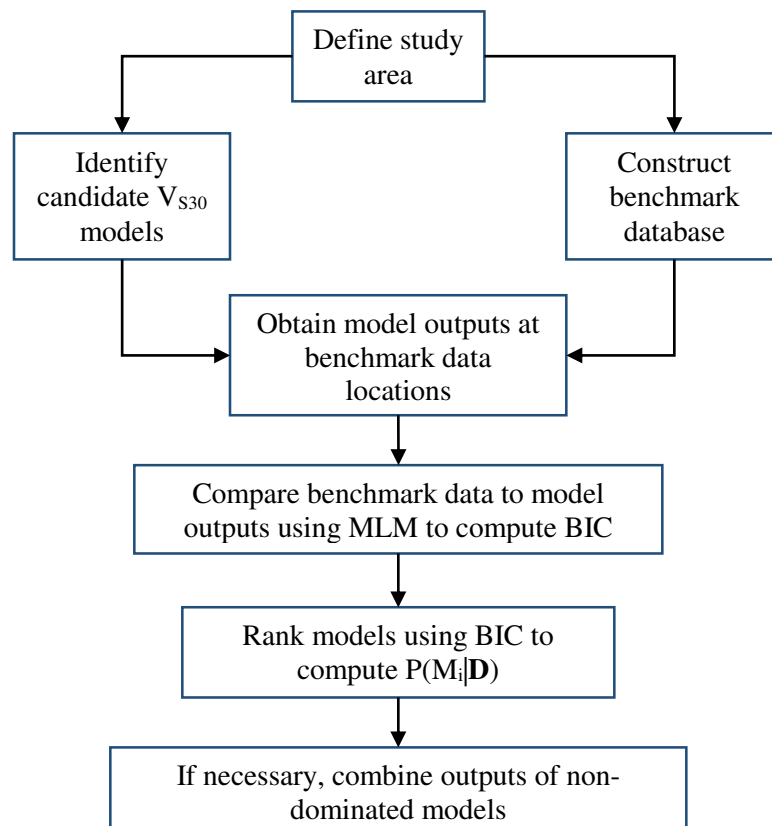 Define study
area
Identify
candidate V_S30
models
Construct
benchmark
database
Obtain model outputs at
benchmark data
locations
Compare benchmark data to model
outputs using MLM to compute BIC
Rank models using BIC to
compute P(M_i|D)
If necessary, combine outputs of non-
dominated models